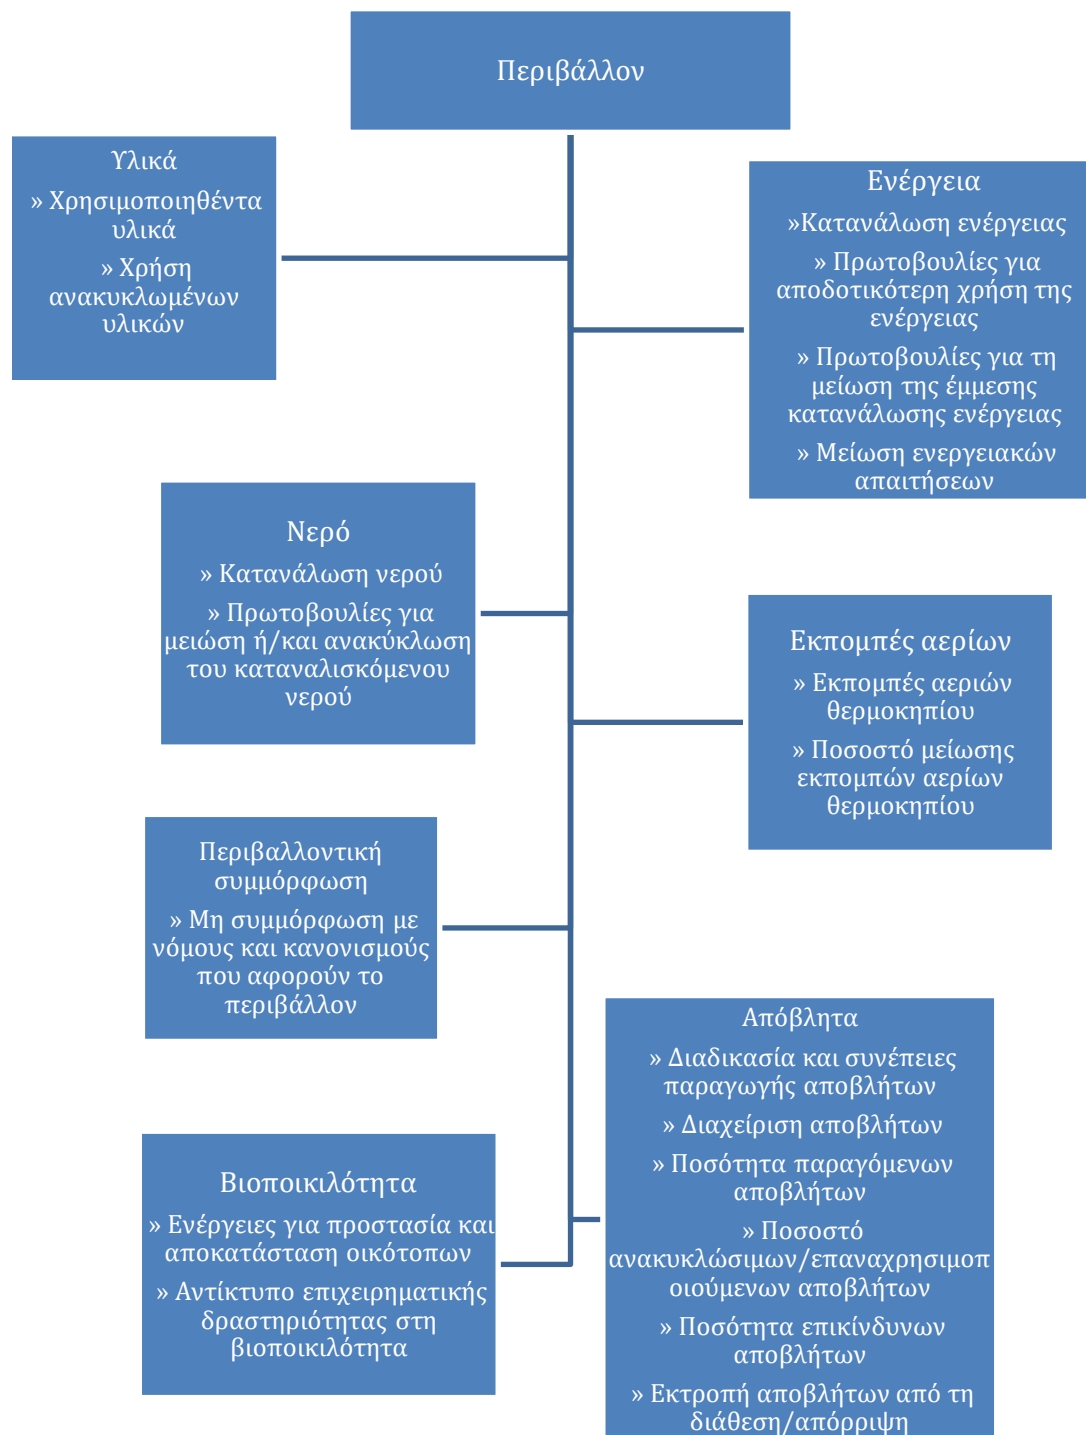 Περιβάλλον
Υλικά
» Χρησιμοποιηθέντα
υλικά
» Χρήση
ανακυκλωμένων
υλικών
Ενέργεια
»Κατανάλωση ενέργειας
» Πρωτοβουλίες για
αποδοτικότερη χρήση της
ενέργειας
» Πρωτοβουλίες για τη
μείωση της έμμεσης
κατανάλωσης ενέργειας
» Μείωση ενεργειακών
απαιτήσεων
Νερό
» Κατανάλωση νερού
» Πρωτοβουλίες για
μειώση ή/και ανακύκλωση
του καταναλισκόμενου
νερού
Εκπομπές αερίων
» Εκπομπές αεριών
θερμοκηπίου
» Ποσοστό μείωσης
εκπομπών αερίων
θερμοκηπίου
Περιβαλλοντική
συμμόρφωση
» Μη συμμόρφωση με
νόμους και κανονισμούς
που αφορούν το
περιβάλλον
Απόβλητα
» Διαδικασία και συνέπειες
παραγωγής αποβλήτων
» Διαχείριση αποβλήτων
» Ποσότητα παραγόμενων
αποβλήτων
» Ποσοστό
ανακυκλώσιμων/επαναχρησιμοπ
οιούμενων αποβλήτων
» Ποσότητα επικίνδυνων
αποβλήτων
» Εκτροπή αποβλήτων από τη
διάθεση/απόρριψη
Βιοποικιλότητα
» Ενέργειες για προστασία και
αποκατάσταση οικότοπων
» Αντίκτυπο επιχειρηματικής
δραστηριότητας στη
βιοποικιλότητα